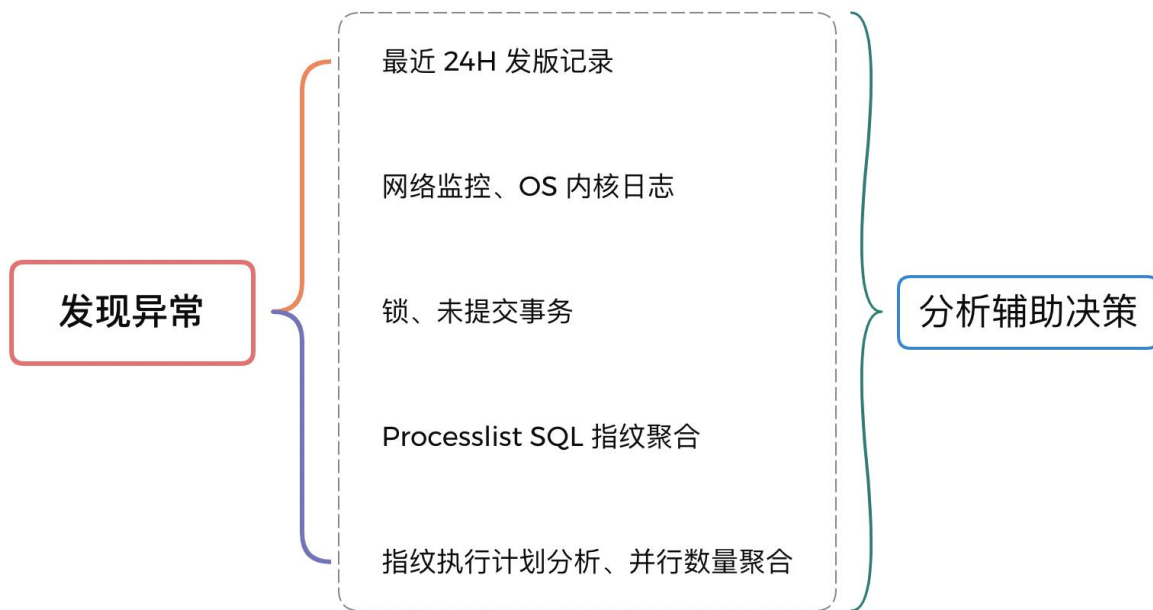 最近 24H 发版记录
网络监控、OS 内核日志
发现异常
锁、未提交事务
分析辅助决策
Processlist SQL 指纹聚合
指纹执行计划分析、并行数量聚合